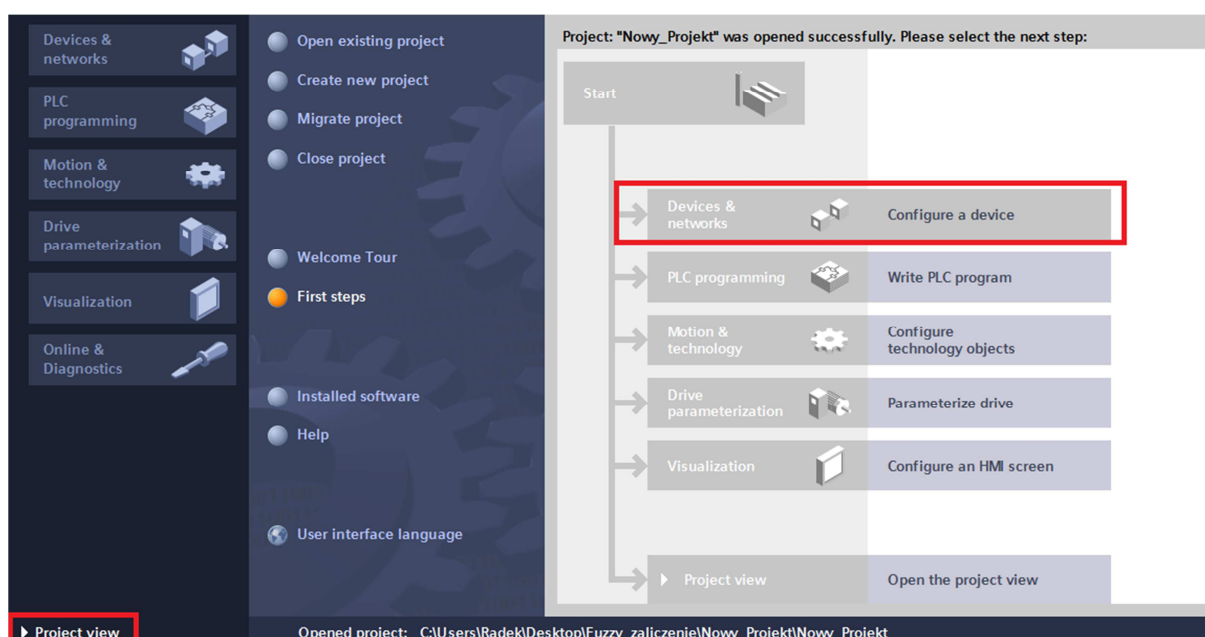 Devices &
networks
PLC
programming
Motion &
technology
Drive
parameterization
Visualization
Online &
Diagnostics
Project view
Open existing project
Create new project
Migrate project
Close project
Welcome Tour
First steps
Installed software
Help
User interface language
Project: "Nowy_Projekt" was opened successfully. Please select the next step:
Start
Devices &
networks
Configure a device
PLC programming
Write PLC program
Motion &
technology
Configure
technology objects
Drive
parameterization
Parameterize drive
Visualization
Configure an HMI screen
Project view
Open the project view
Opened project: C:\Users\Radek\Desktop\Fuzzy_zaliczenie\Nowy_Projekt\Nowy_Projekt